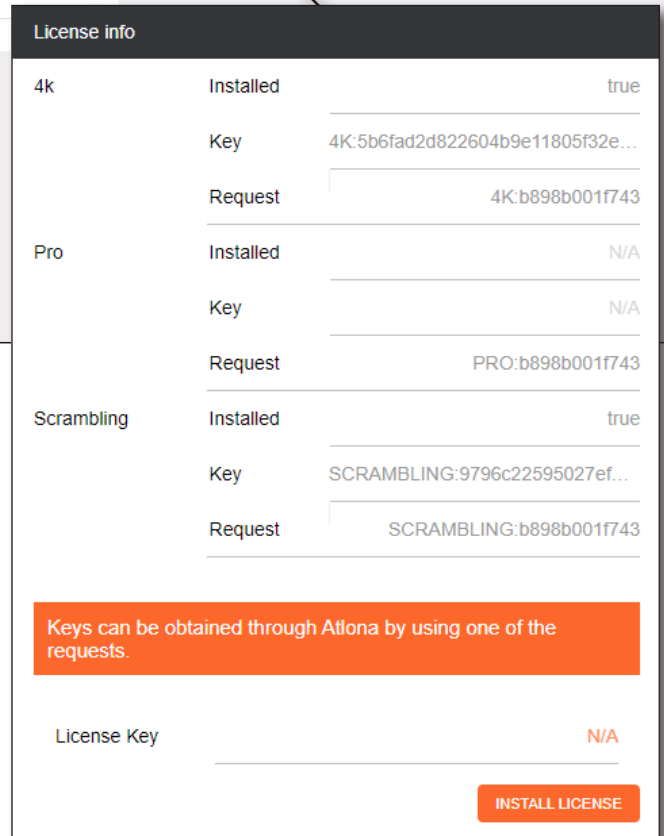 License info
4k Installed true
Key 4K:5b6fad2d822604b9e11805f32e...
Request 4K:b898b001f743
Pro Installed N/A
Key N/A
Request PRO:b898b001f743
Scrambling Installed true
Key SCRAMBLING:9796c22595027ef...
Request SCRAMBLING:b898b001f743
Keys can be obtained through Atlona by using one of the
requests.
License Key N/A
INSTALL LICENSE